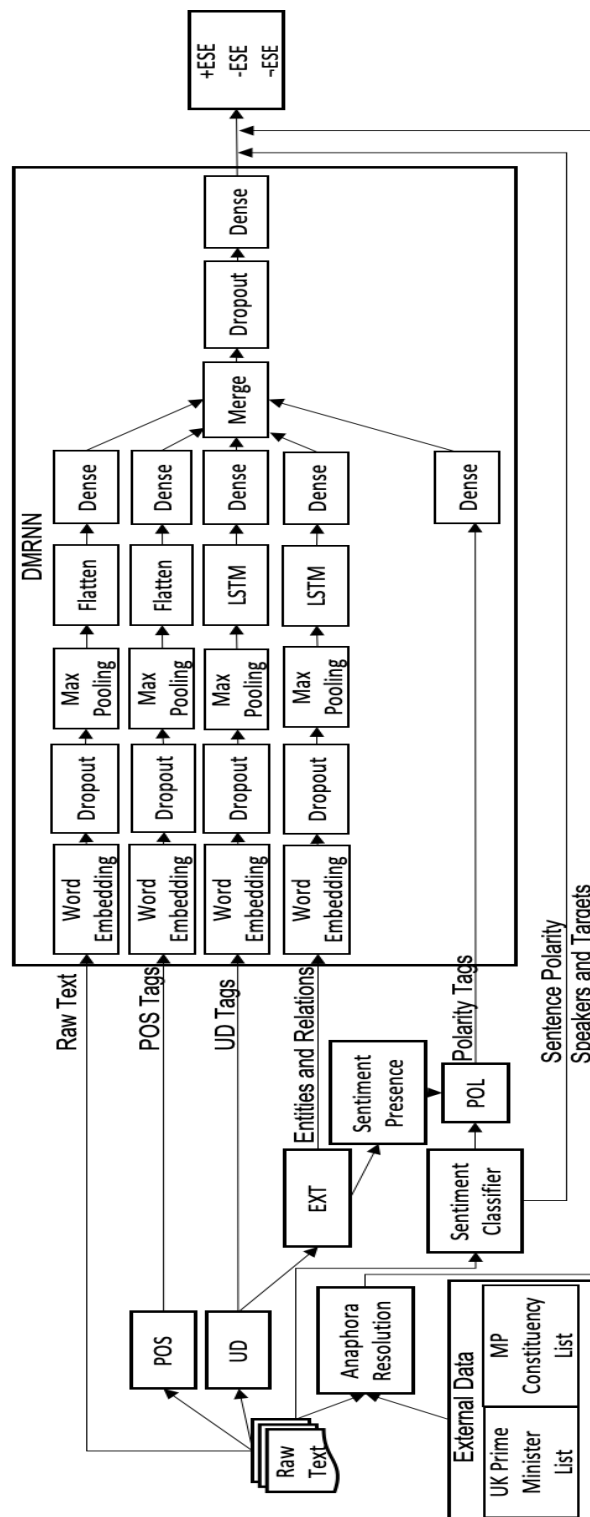 Raw
Text
External Data
UK Prime
Minister
List
MP
Constituency
List
POS
UD
Anaphora
Resolution
EXT
Sentiment
Presence
Sentiment
Classifier
POL
Raw Text
POS Tags
UD Tags
Entities and Relations
Polarity Tags
Sentence Polarity
Speakers and Targets
DMRNN
Word
Embedding
Dropout
Max
Pooling
Flatten
Dense
Word
Embedding
Dropout
Max
Pooling
Flatten
Dense
Word
Embedding
Dropout
Max
Pooling
LSTM
Dense
Word
Embedding
Dropout
Max
Pooling
LSTM
Dense
Dense
Merge
Dropout
Dense
+ESE
-ESE
¬ESE